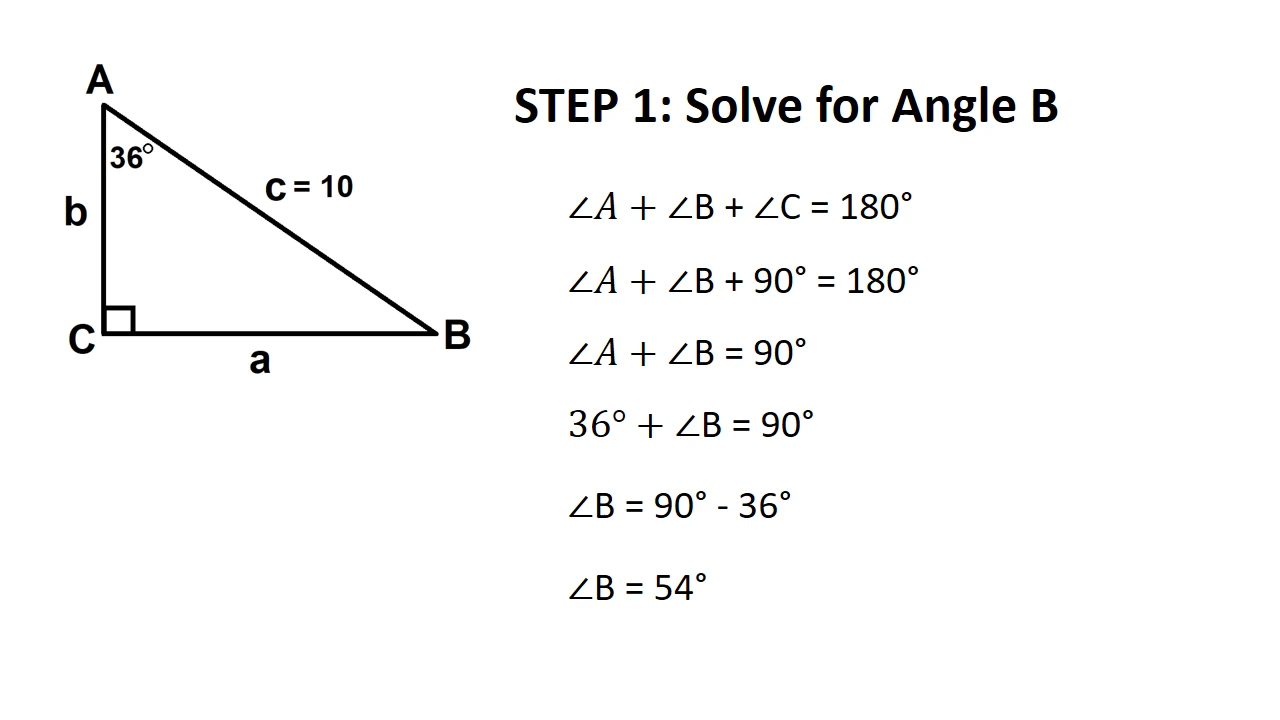 A
36°
c = 10
b
C
B
a
STEP 1: Solve for Angle B
∠A + ∠B + ∠C = 180°
∠A + ∠B + 90° = 180°
∠A + ∠B = 90°
36° + ∠B = 90°
∠B = 90° - 36°
∠B = 54°